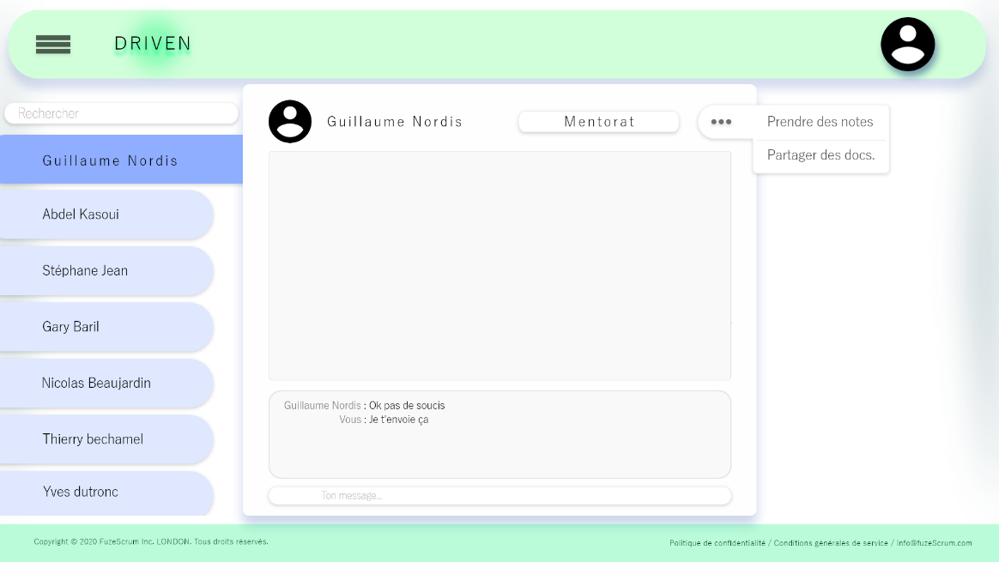 DRIVEN
Rechercher
Guillaume Nordis
Abdel Kasoui
Stéphane Jean
Gary Baril
Nicolas Beaujardin
Thierry bechamel
Yves dutronc
Guillaume Nordis
Mentorat
Prendre des notes
Partager des docs.
Guillaume Nordis : Ok pas de soucis
Vous : Je t'envoie ça
Ton message...
Copyright © 2020 FuzeScrum Inc. LONDON. Tous droits réservés.
Politique de confidentialité / Conditions générales de service / info@fuzeScrum.com